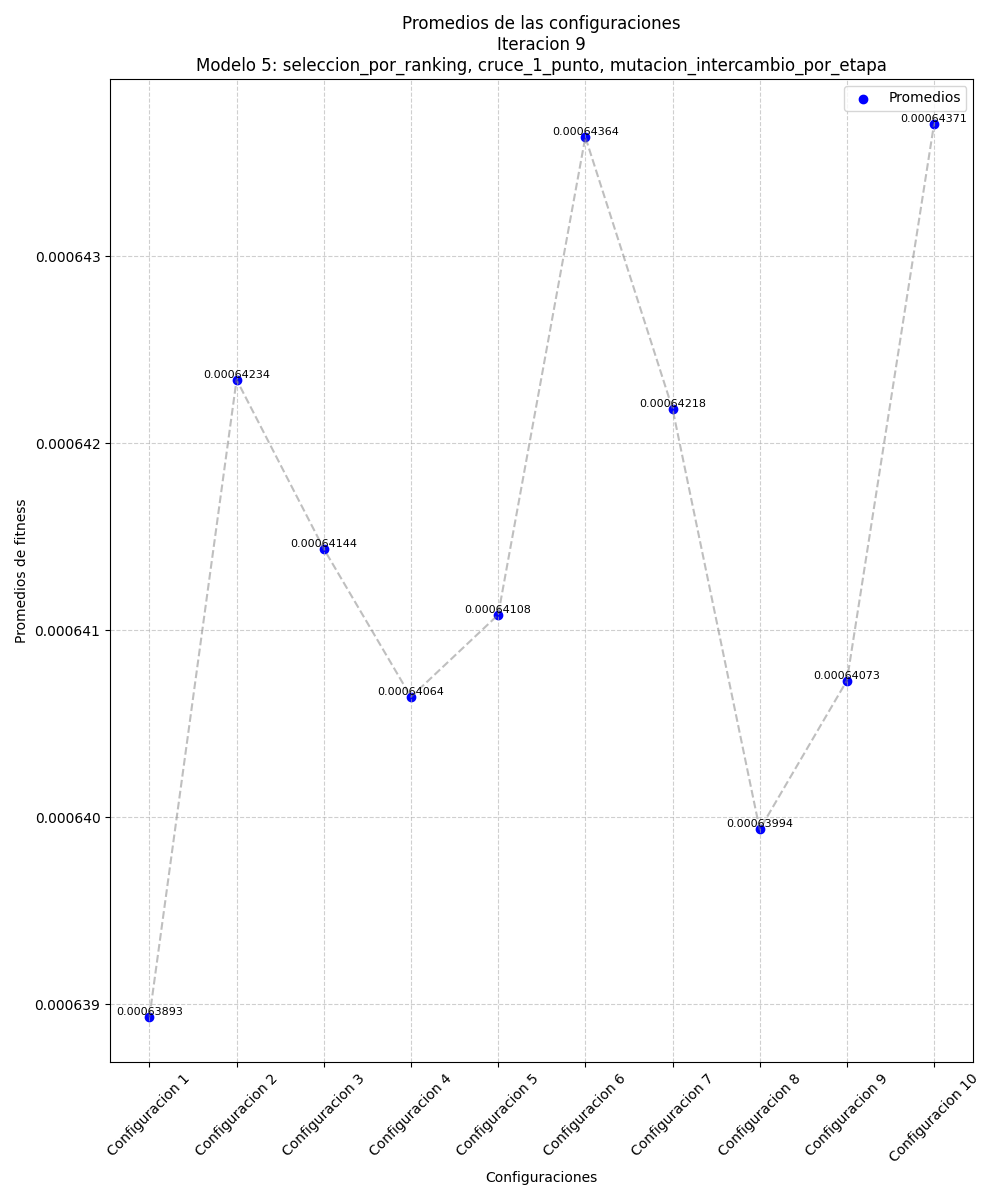 Promedios de las configuraciones
Iteracion 9
Modelo 5: seleccion_por_ranking, cruce_1_punto, mutacion_intercambio_por_etapa
Promedios
0.00064371
0.00064364
0.000643
0.00064234
0.00064218
0.000642
0.00064144
0.000641
0.00064108
0.00064064
0.00064073
0.000640
0.00063994
0.000639
0.00063893
Promedios de fitness
Configuracion 1
Configuracion 2
Configuracion 3
Configuracion 4
Configuracion 5
Configuracion 6
Configuracion 7
Configuracion 8
Configuracion 9
Configuracion 10
Configuraciones